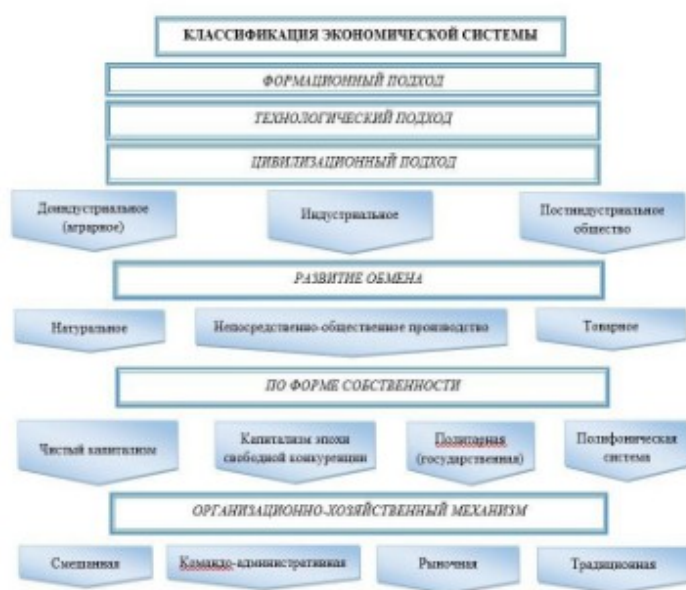 КЛАССИФИКАЦИЯ ЭКОНОМИЧЕСКОЙ СИСТЕМЫ
ФОРМАЦИОННЫЙ ПОДХОД
ТЕХНОЛОГИЧЕСКИЙ ПОДХОД
ЦИВИЛИЗАЦИОННЫЙ ПОДХОД
Доиндустриальное
(аграрное)
Индустриальное
Постиндустриальное
общество
РАЗВИТИЕ ОБМЕНА
Натуральное
Непосредственно-общественное производство
Товарное
ПО ФОРМЕ СОБСТВЕННОСТИ
Чистый капитализм
Капитализм эпохи
свободной конкуренции
Политарная
(государственная)
Полифоническая
система
ОРГАНИЗАЦИОННО-ХОЗЯЙСТВЕННЫЙ МЕХАНИЗМ
Смешанная
Командо-административная
Рыночная
Традиционная